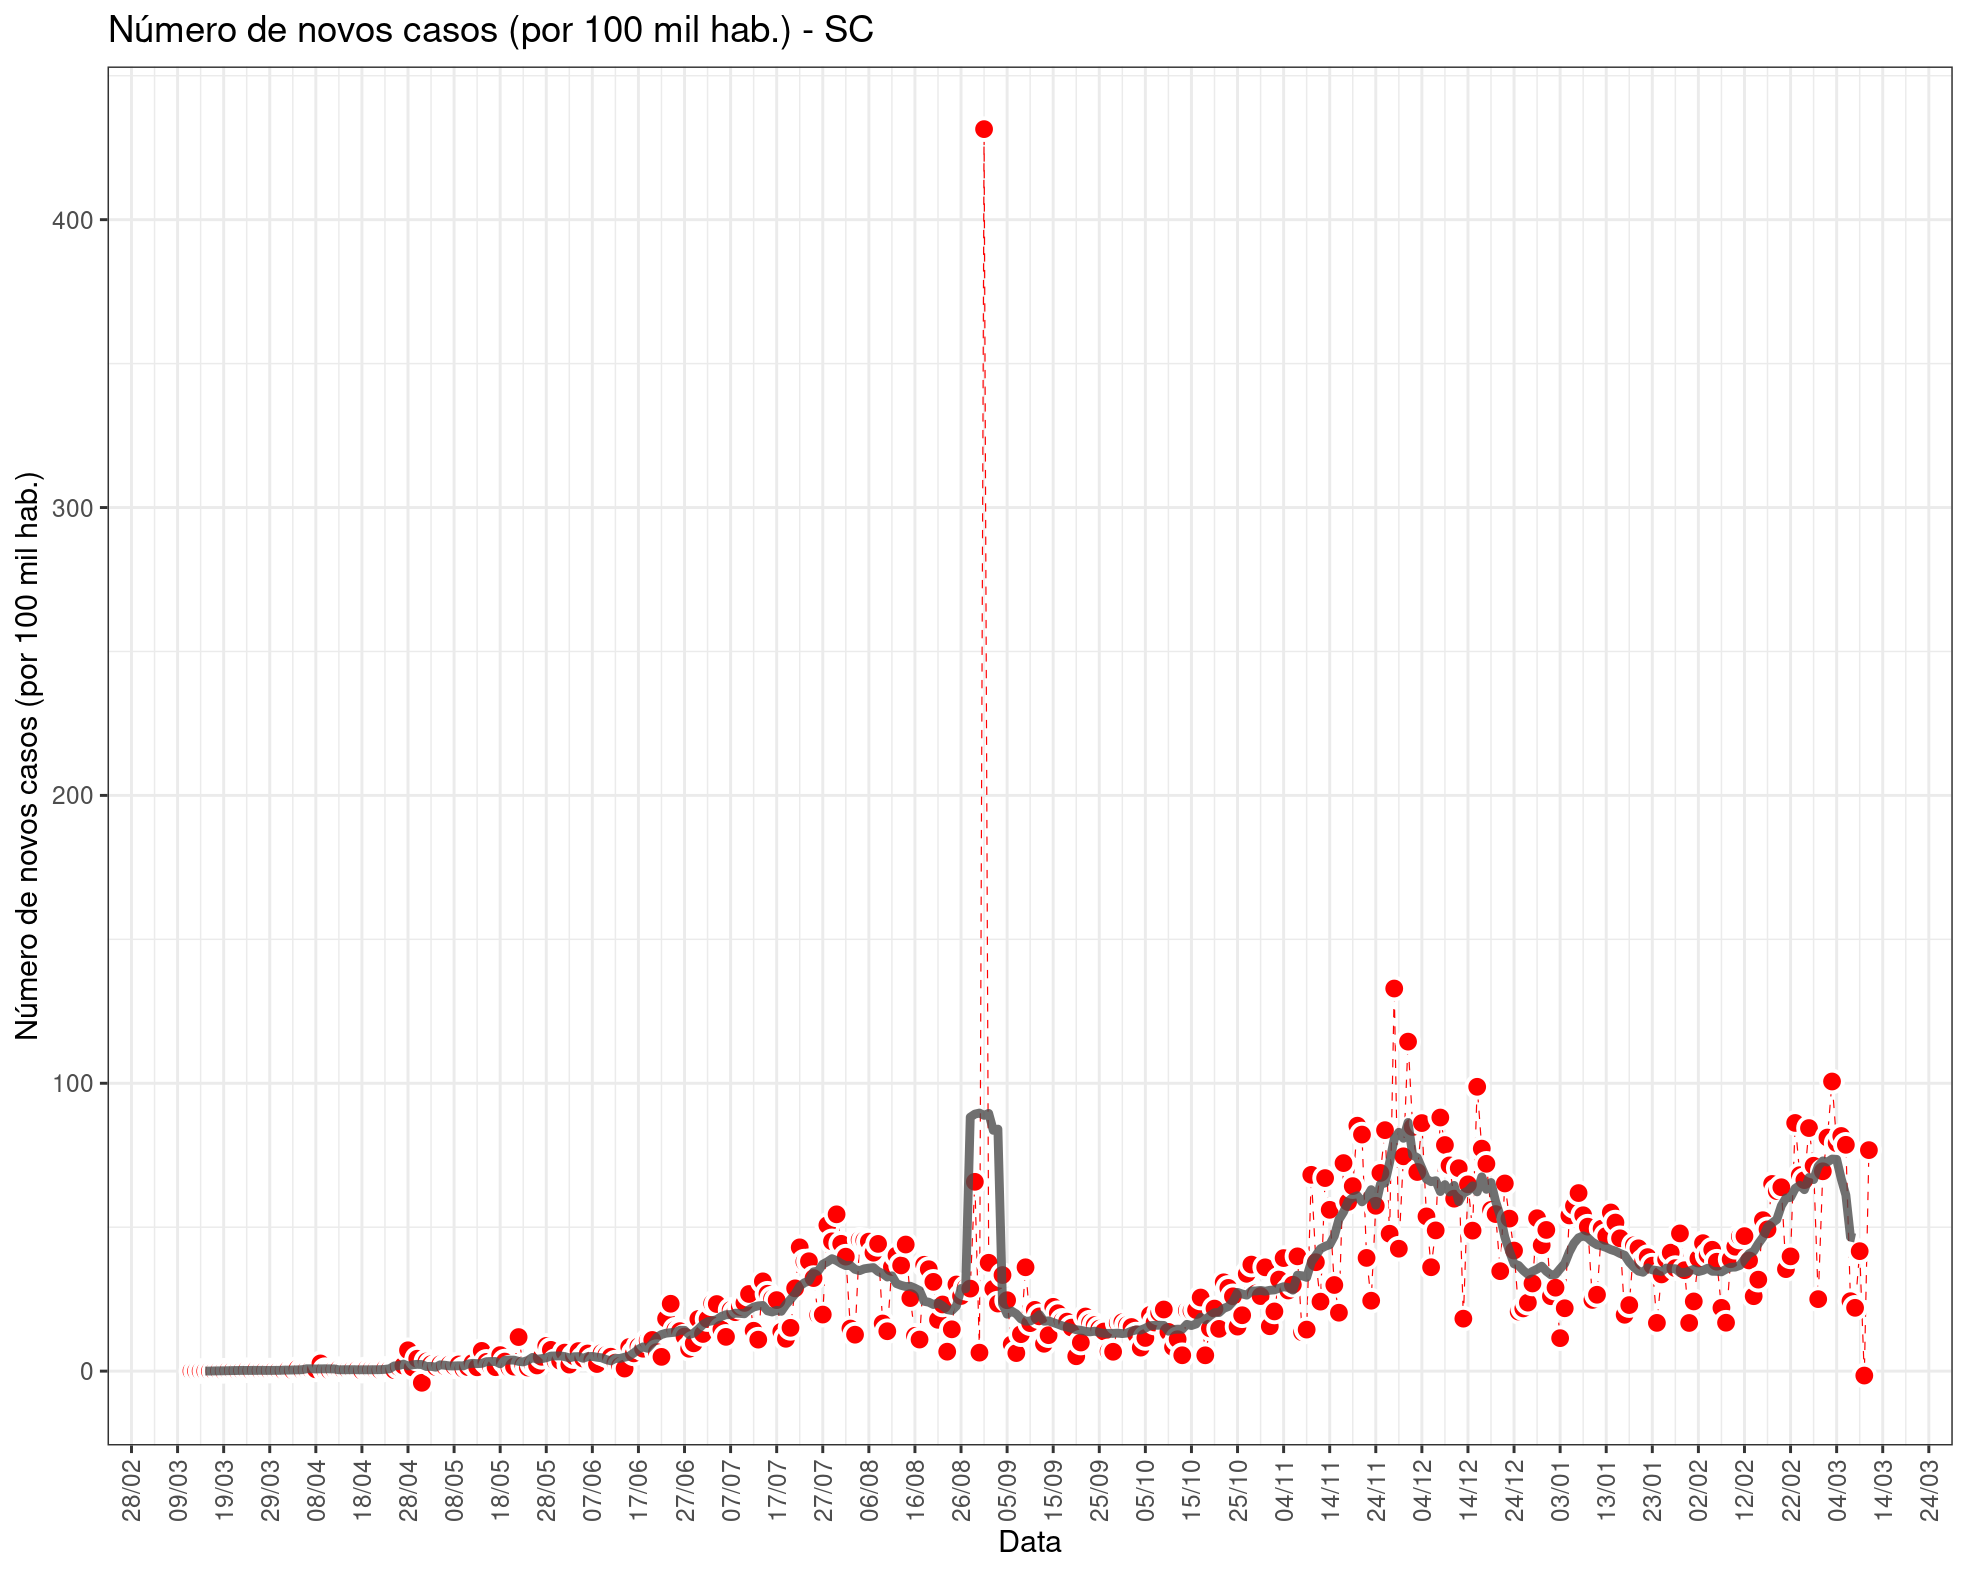 Número de novos casos (por 100 mil hab.) - SC
Número de novos casos (por 100 mil hab.)
400
300
200
100
0
28/02 09/03 19/03 29/03 08/04 18/04 28/04 08/05 18/05 28/05 07/06 17/06 27/06 07/07 17/07 27/07 06/08 16/08 26/08 05/09 15/09 25/09 05/10 15/10 25/10 04/11 14/11 24/11 04/12 14/12 24/12 03/01 13/01 23/01 02/02 12/02 22/02 04/03 14/03 24/03
Data